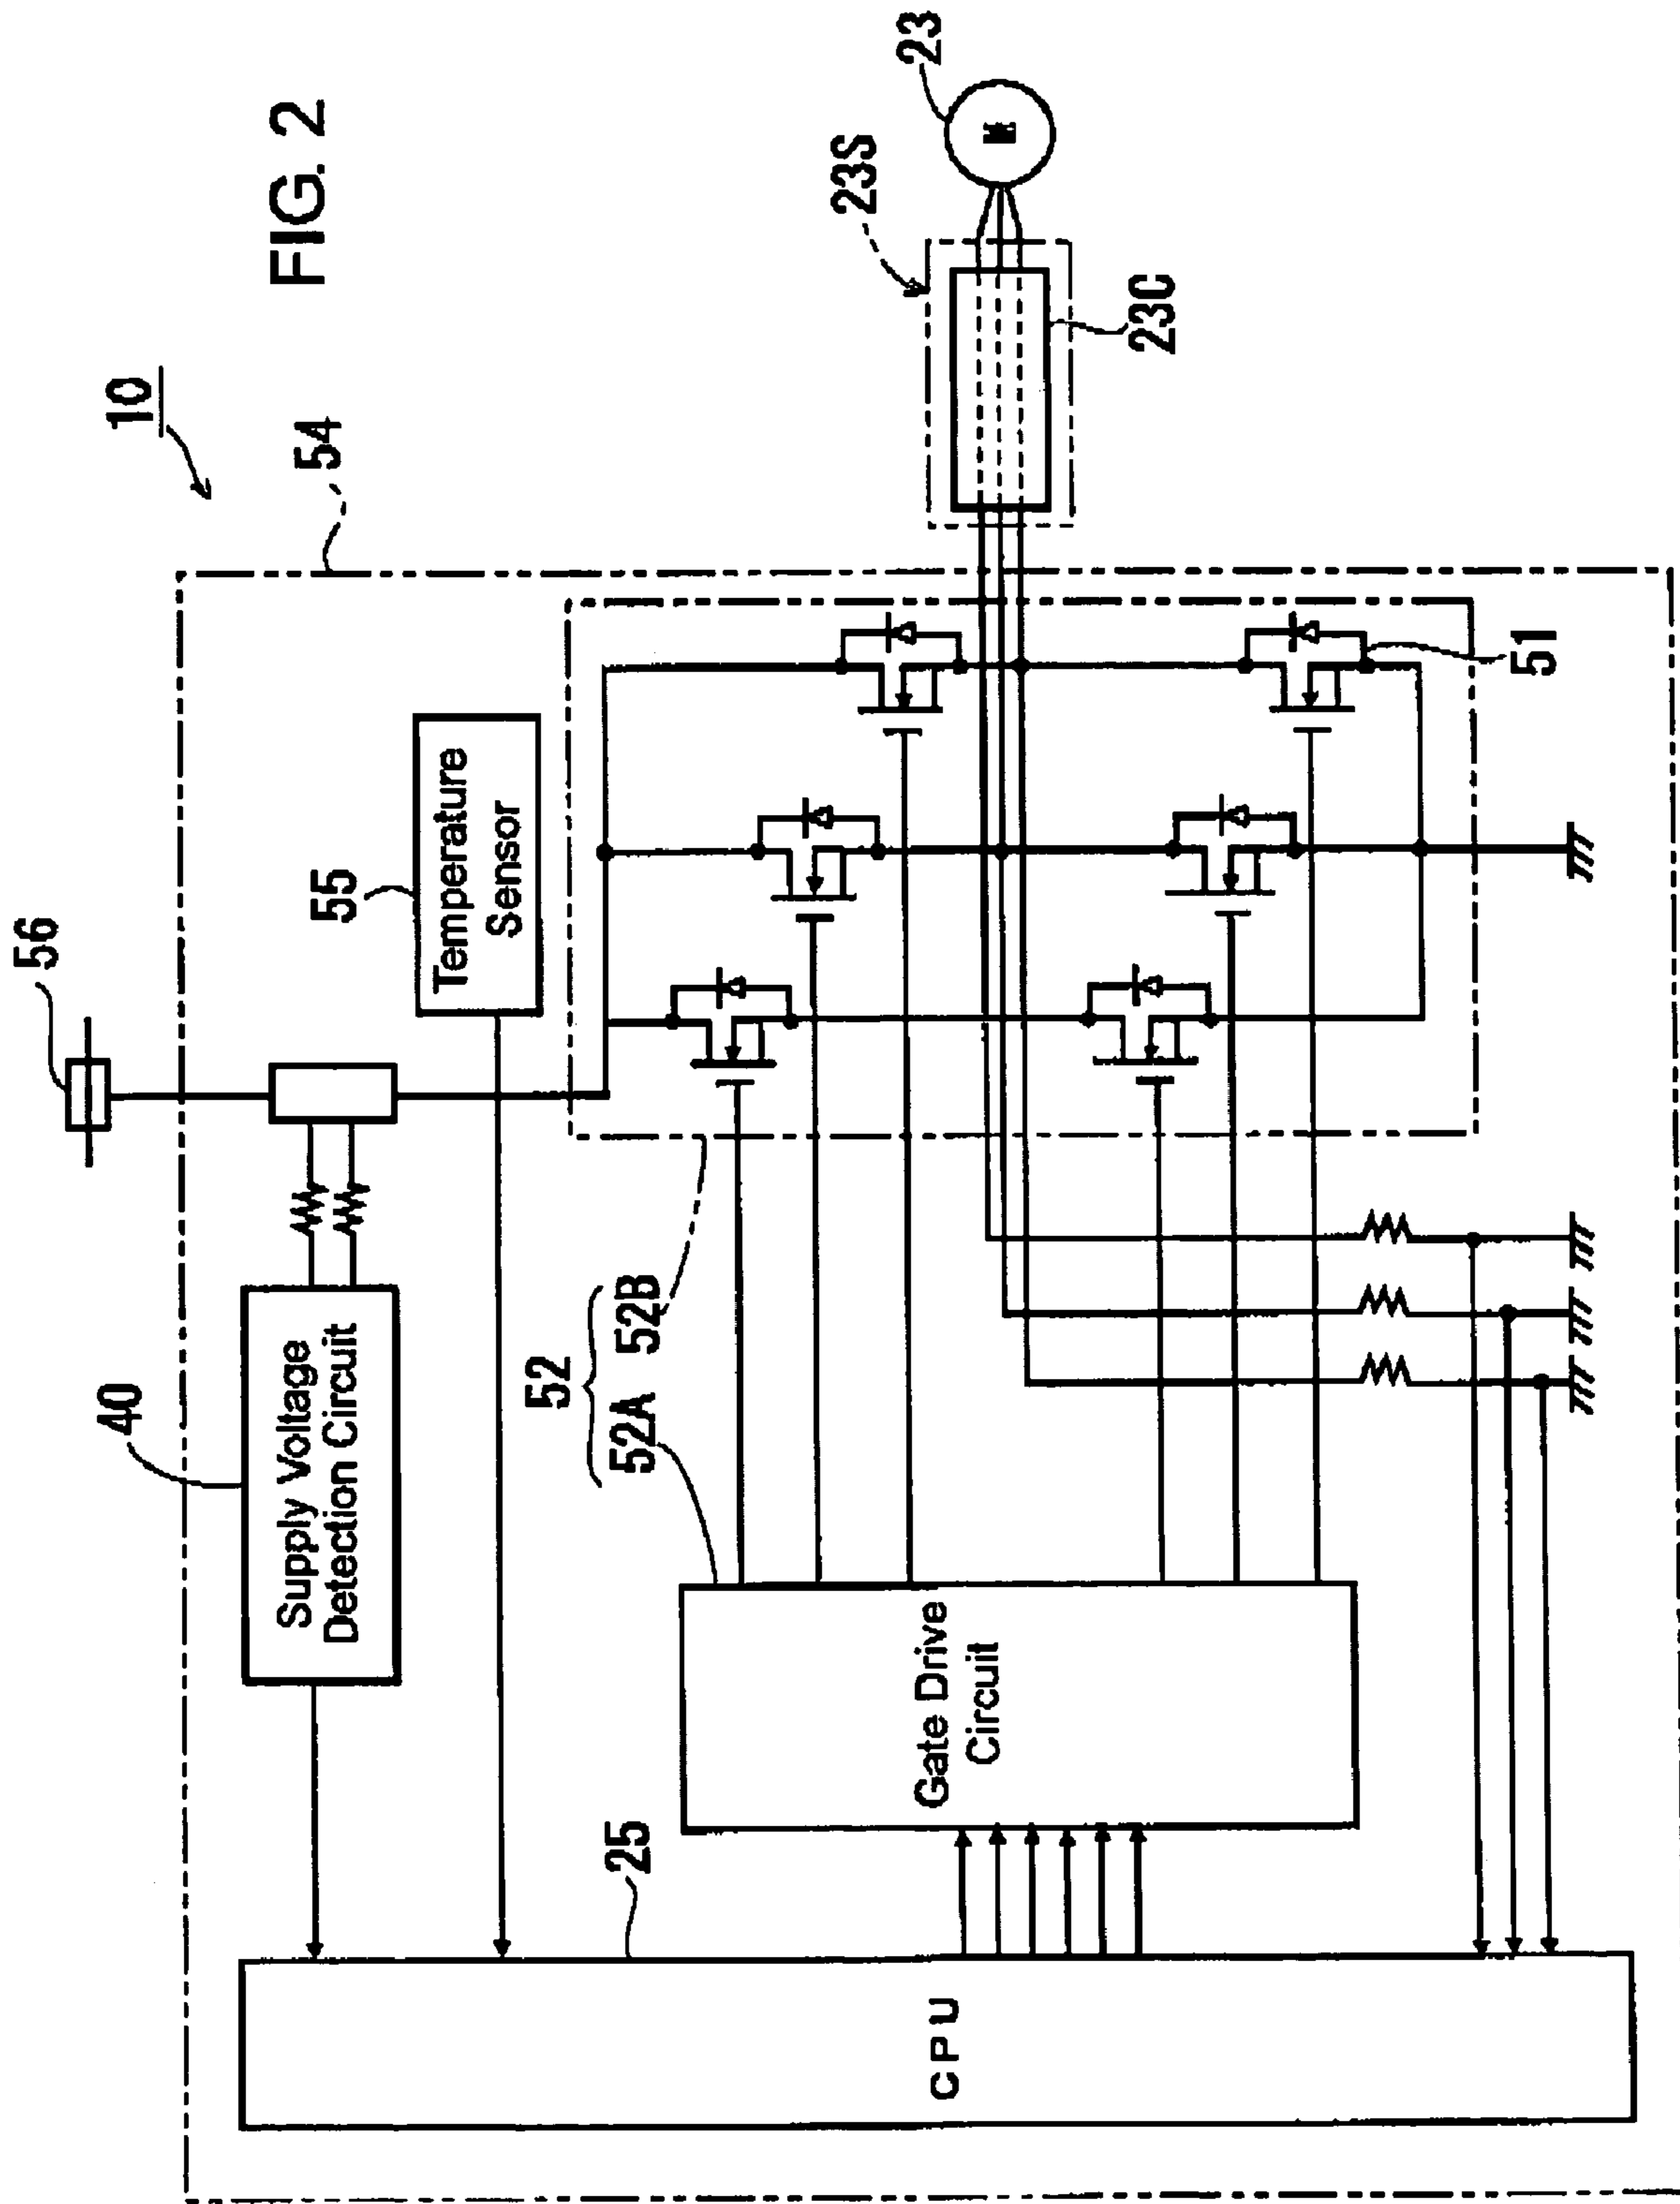 FIG. 2
10
54
56
55
Temperature
Sensor
40
Supply Voltage
Detection Circuit
52
52A
52B
23S
23
M
23C
51
25
Gate Drive
Circuit
CPU